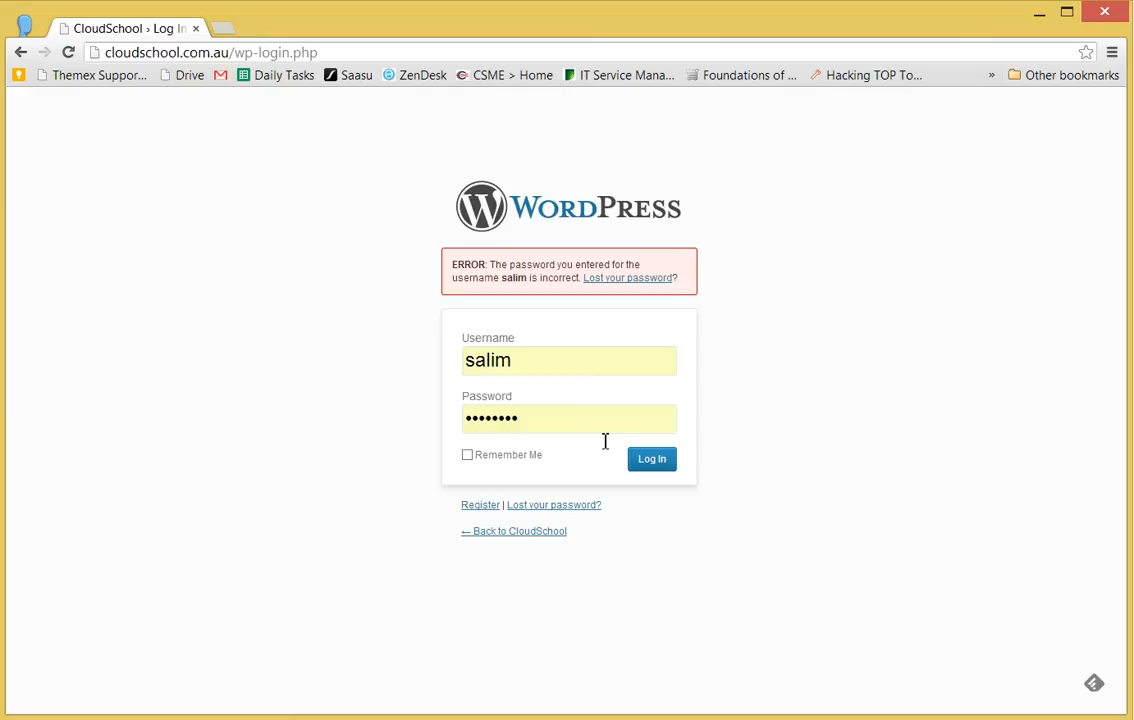 CloudSchool › Log In
cloudschool.com.au/wp-login.php
Themex Suppor... Drive Daily Tasks Saasu ZenDesk CSME > Home IT Service Mana... Foundations of ... Hacking TOP To... » Other bookmarks
WORDPRESS
ERROR: The password you entered for the
username salim is incorrect. Lost your password?
Username
salim
Password
••••••••
Remember Me
Log In
Register | Lost your password?
← Back to CloudSchool